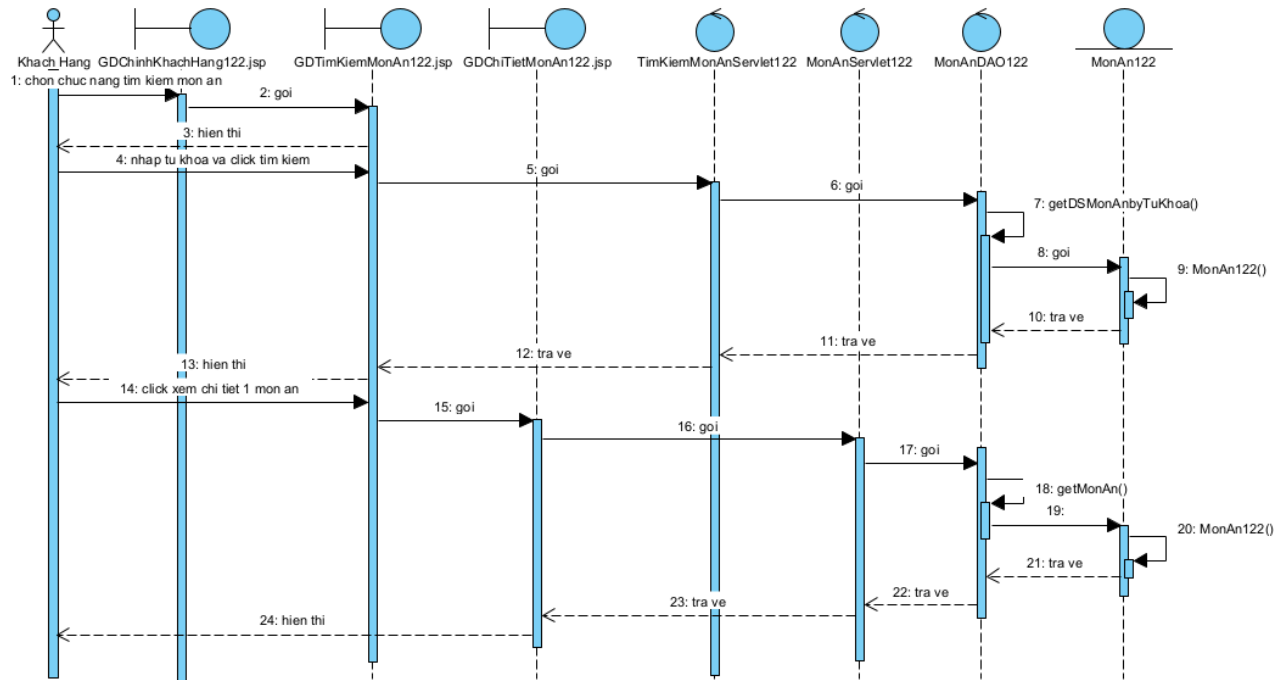 Khach Hang
GDChinhKhachHang122.jsp
GDTimKiemMonAn122.jsp
GDChiTietMonAn122.jsp
TimKiemMonAnServlet122
MonAnServlet122
MonAnDAO122
MonAn122
1: chon chuc nang tim kiem mon an
2: goi
3: hien thi
4: nhap tu khoa va click tim kiem
5: goi
6: goi
7: getDSMonAnbyTuKhoa()
8: goi
9: MonAn122()
10: tra ve
11: tra ve
12: tra ve
13: hien thi
14: click xem chi tiet 1 mon an
15: goi
16: goi
17: goi
18: getMonAn()
19:
20: MonAn122()
21: tra ve
22: tra ve
23: tra ve
24: hien thi